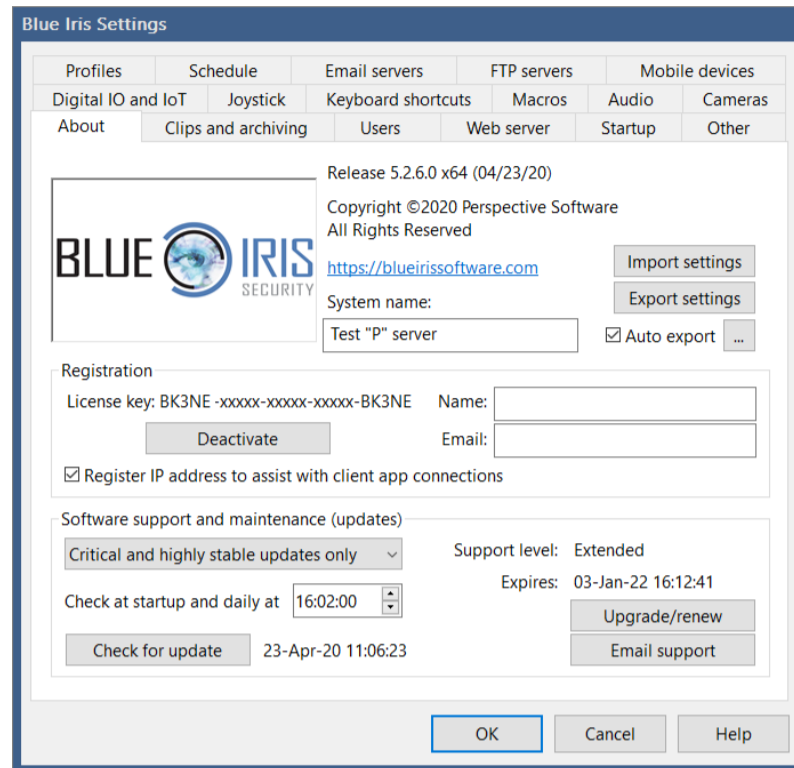 Blue Iris Settings
Profiles Schedule Email servers FTP servers Mobile devices
Digital IO and IoT Joystick Keyboard shortcuts Macros Audio Cameras
About Clips and archiving Users Web server Startup Other
Release 5.2.6.0 x64 (04/23/20)
Copyright ©2020 Perspective Software
All Rights Reserved
BLUE IRIS
SECURITY
https://blueirissoftware.com
Import settings
System name:
Export settings
Test "P" server
Auto export ...
Registration
License key: BK3NE -xxxxx-xxxxx-xxxxx-BK3NE Name:
Deactivate Email:
Register IP address to assist with client app connections
Software support and maintenance (updates)
Critical and highly stable updates only Support level: Extended
Expires: 03-Jan-22 16:12:41
Check at startup and daily at 16:02:00
Upgrade/renew
Check for update 23-Apr-20 11:06:23 Email support
OK Cancel Help